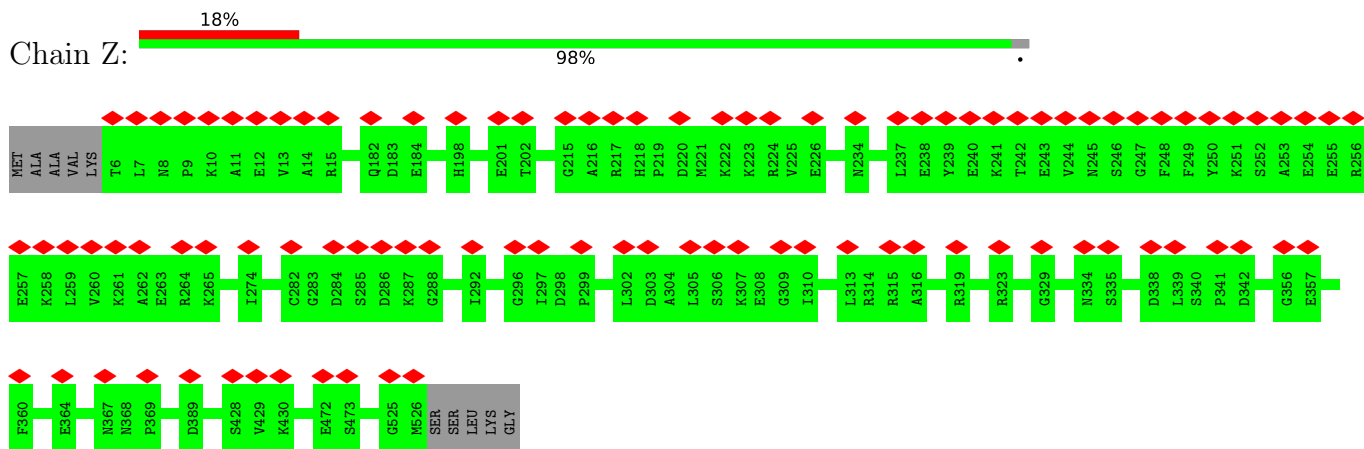 18%
Chain Z:
98%
MET ALA ALA VAL LYS T6 L7 N8 P9 K10 A11 E12 V13 A14 R15 Q182 D183 E184 H198 E201 T202 G215 A216 R217 H218 P219 D220 M221 K222 K223 R224 V225 E226 N234 L237 E238 Y239 E240 K241 T242 E243 V244 N245 S246 G247 F248 F249 Y250 K251 S252 A253 E254 E255 R256
E257 K258 L259 V260 K261 A262 E263 R264 K265 I274 C282 G283 D284 S285 D286 K287 G288 I292 G296 I297 D298 P299 L302 D303 A304 L305 S306 K307 E308 G309 I310 L313 R314 R315 A316 R319 R323 G329 N334 S335 D338 L339 S340 P341 D342 G356 E357
F360 E364 N367 N368 P369 D389 S428 V429 K430 E472 S473 G525 M526 SER SER LEU LYS GLY